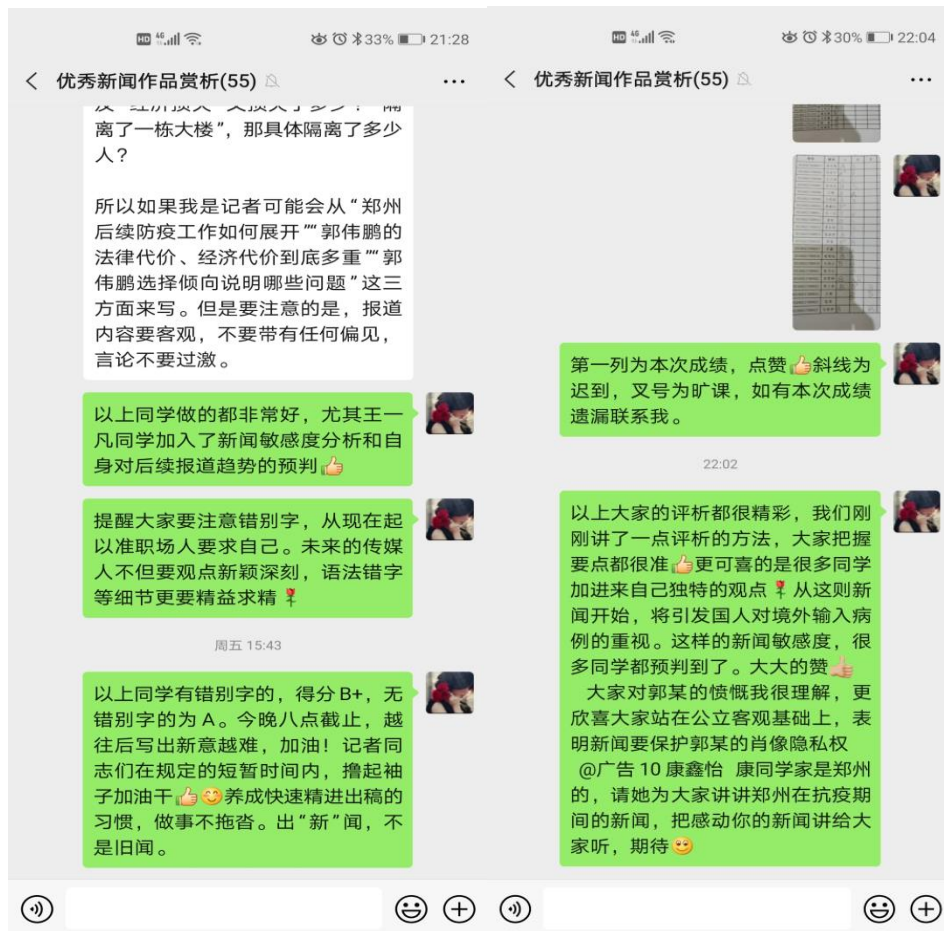 HD 4G 33% 21:28
优秀新闻作品赏析(55)
离了一栋大楼”，那具体隔离了多少
人？
所以如果我是记者可能会从“郑州
后续防疫工作如何展开”“郭伟鹏的
法律代价、经济代价到底多重”“郭
伟鹏选择倾向说明哪些问题”这三
方面来写。但是要注意的是，报道
内容要客观，不要带有任何偏见，
言论不要过激。
以上同学做的都非常好，尤其王一
凡同学加入了新闻敏感度分析和自
身对后续报道趋势的预判👍
提醒大家要注意错别字，从现在起
以准职场人要求自己。未来的传媒
人不但要观点新颖深刻，语法错字
等细节更要精益求精🌹
周五 15:43
以上同学有错别字的，得分B+，无
错别字的为A。今晚八点截止，越
往后写出新意越难，加油！记者同
志们在规定的短暂时间内，撸起袖
子加油干👍😊养成快速精进出稿的
习惯，做事不拖沓。出“新”闻，不
是旧闻。
HD 4G 30% 22:04
优秀新闻作品赏析(55)
第一列为本次成绩，点赞👍斜线为
迟到，叉号为旷课，如有本次成绩
遗漏联系我。
22:02
以上大家的评析都很精彩，我们刚
刚讲了一点评析的方法，大家把握
要点都很准👍更可喜的是很多同学
加进来自己独特的观点🌹从这则新
闻开始，将引发国人对境外输入病
例的重视。这样的新闻敏感度，很
多同学都预判到了。大大的赞👍
大家对郭某的愤慨我很理解，更
欣喜大家站在公立客观基础上，表
明新闻要保护郭某的肖像隐私权
@广告10康鑫怡 康同学家是郑州
的，请她为大家讲讲郑州在抗疫期
间的新闻，把感动你的新闻讲给大
家听，期待😊